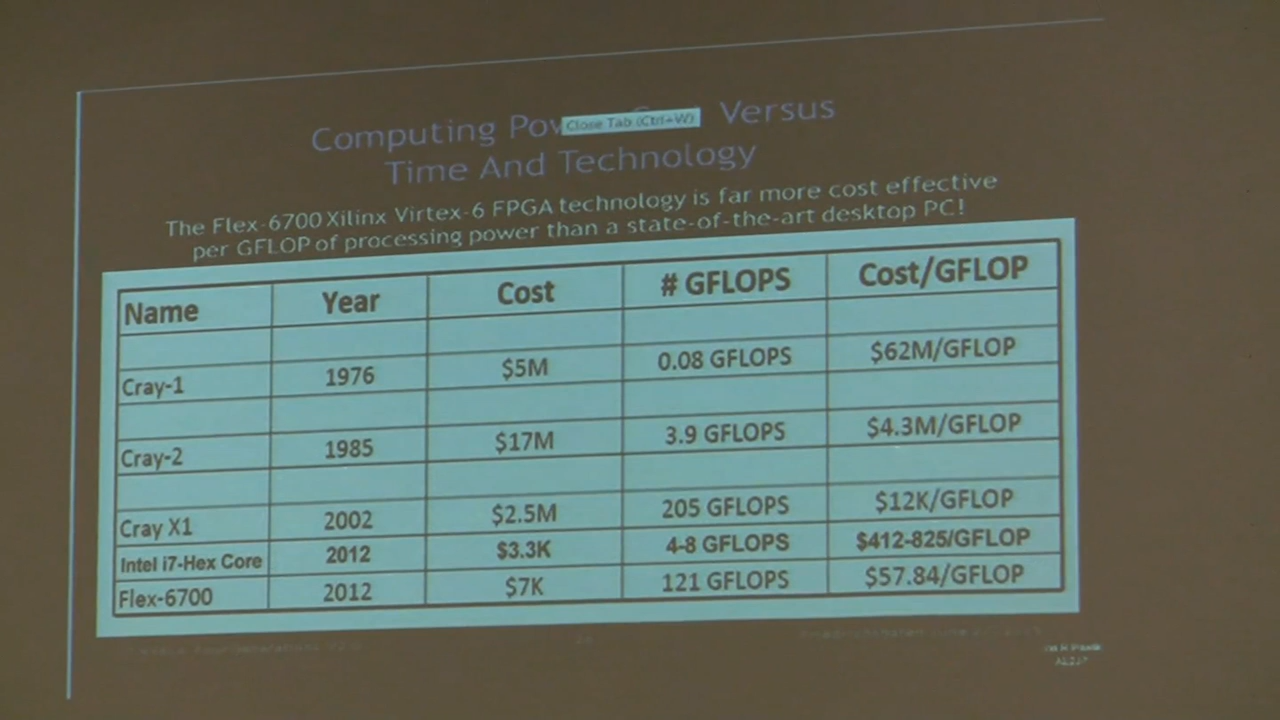 Computing Pow Versus
Close Tab (Ctrl+W)
Time And Technology
The Flex-6700 Xilinx Virtex-6 FPGA technology is far more cost effective
per GFLOP of processing power than a state-of-the-art desktop PC!
Name Year Cost # GFLOPS Cost/GFLOP
Cray-1 1976 $5M 0.08 GFLOPS $62M/GFLOP
Cray-2 1985 $17M 3.9 GFLOPS $4.3M/GFLOP
Cray X1 2002 $2.5M 205 GFLOPS $12K/GFLOP
Intel i7-Hex Core 2012 $3.3K 4-8 GFLOPS $412-825/GFLOP
Flex-6700 2012 $7K 121 GFLOPS $57.84/GFLOP